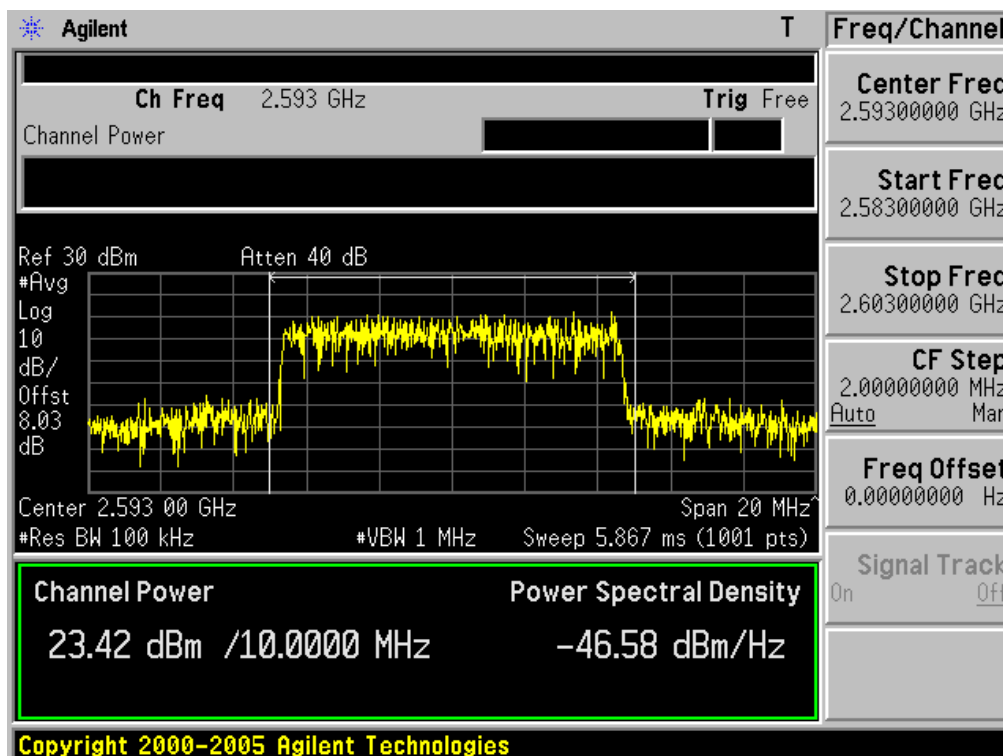 Agilent T
Ch Freq 2.593 GHz Trig Free
Channel Power
Ref 30 dBm Atten 40 dB
#Avg
Log
10
dB/
Offst
8.03
dB
Center 2.593 00 GHz Span 20 MHz^
#Res BW 100 kHz #VBW 1 MHz Sweep 5.867 ms (1001 pts)
Channel Power Power Spectral Density
23.42 dBm /10.0000 MHz -46.58 dBm/Hz
Copyright 2000-2005 Agilent Technologies
Freq/Channel
Center Freq
2.59300000 GHz
Start Freq
2.58300000 GHz
Stop Freq
2.60300000 GHz
CF Step
2.00000000 MHz
Auto Man
Freq Offset
0.00000000 Hz
Signal Track
On Off